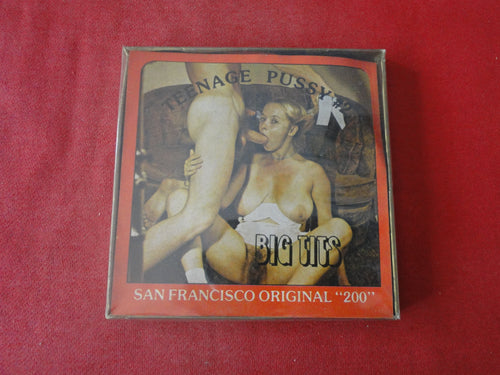 TEENAGE PUSSY
BIG TITS
SAN FRANCISCO ORIGINAL "200"